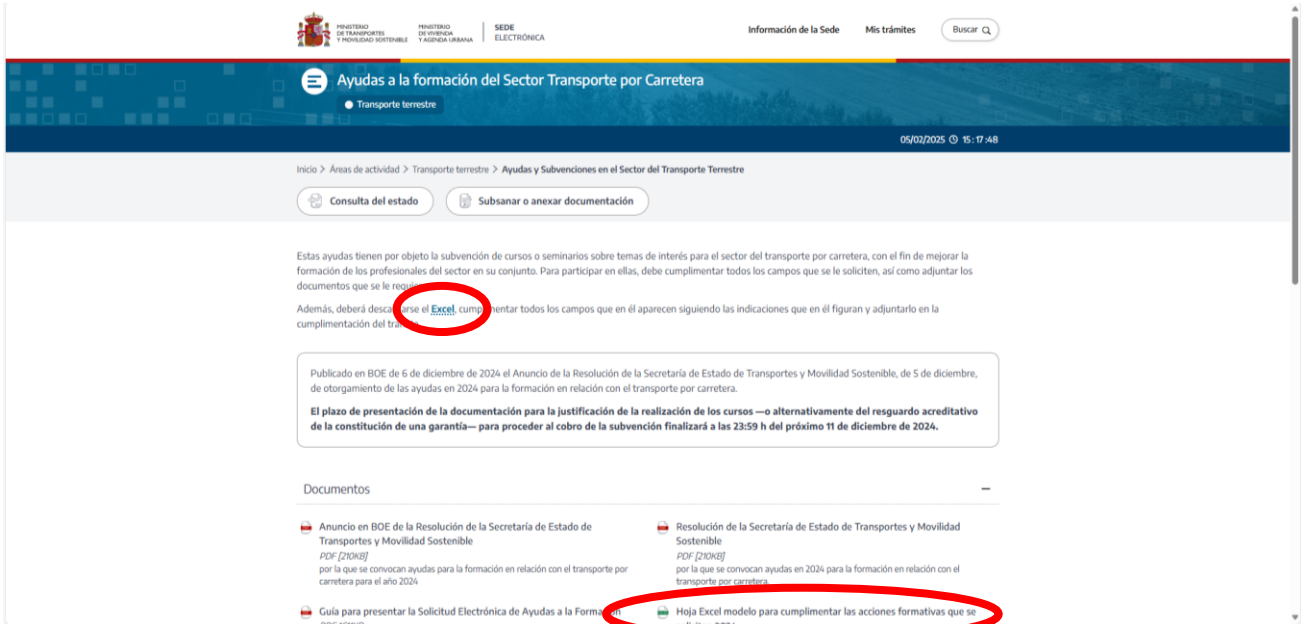 MINISTERIO
DE TRANSPORTES
Y MOVILIDAD SOSTENIBLE
MINISTERIO
DE VIVIENDA
Y AGENDA URBANA
SEDE
ELECTRÓNICA
Información de la Sede
Mis trámites
Buscar
Ayudas a la formación del Sector Transporte por Carretera
Transporte terrestre
05/02/2025 15:17:48
Inicio > Áreas de actividad > Transporte terrestre > Ayudas y Subvenciones en el Sector del Transporte Terrestre
Consulta del estado
Subsanar o anexar documentación
Estas ayudas tienen por objeto la subvención de cursos o seminarios sobre temas de interés para el sector del transporte por carretera, con el fin de mejorar la
formación de los profesionales del sector en su conjunto. Para participar en ellas, debe cumplimentar todos los campos que se le soliciten, así como adjuntar los
documentos que se le
Además, deberá el Excel, todos los campos que en él aparecen siguiendo las indicaciones que en él figuran y adjuntarlo en la
cumplimentación del
Publicado en BOE de 6 de diciembre de 2024 el Anuncio de la Resolución de la Secretaría de Estado de Transportes y Movilidad Sostenible, de 5 de diciembre,
de otorgamiento de las ayudas en 2024 para la formación en relación con el transporte por carretera.
El plazo de presentación de la documentación para la justificación de la realización de los cursos —o alternativamente del resguardo acreditativo
de la constitución de una garantía— para proceder al cobro de la subvención finalizará a las 23:59 h del próximo 11 de diciembre de 2024.
Documentos
Anuncio en BOE de la Resolución de la Secretaría de Estado de
Transportes y Movilidad Sostenible
PDF [210KB]
por la que se convocan ayudas para la formación en relación con el transporte por
carretera para el año 2024
Resolución de la Secretaría de Estado de Transportes y Movilidad
Sostenible
PDF [210KB]
por la que se convocan ayudas en 2024 para la formación en relación con el
transporte por carretera
Guía para presentar la Solicitud Electrónica de Ayudas a la Formación
Hoja Excel modelo para cumplimentar las acciones formativas que se